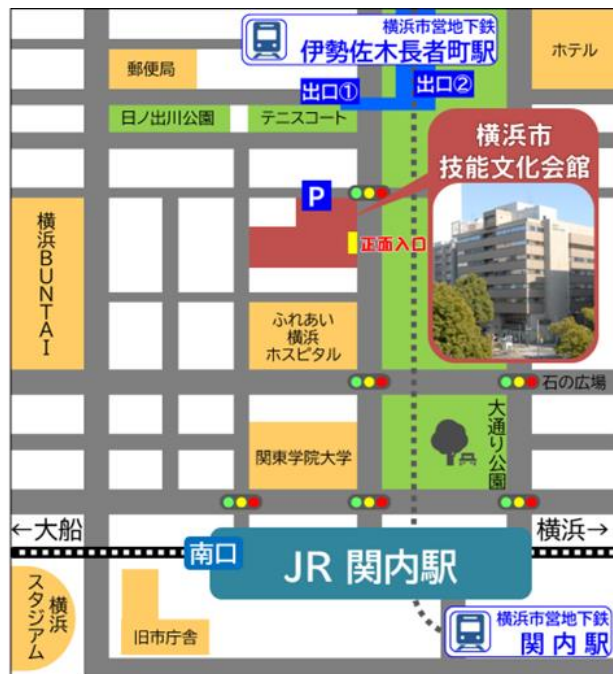 横浜市営地下鉄
伊勢佐木長者町駅
ホテル
郵便局
出口①
出口②
日ノ出川公園
テニスコート
横浜市
技能文化会館
P
正面入口
横浜BUNTAI
ふれあい
横浜
ホスピタル
石の広場
大通り公園
関東学院大学
←大船
横浜→
南口
JR 関内駅
横浜
スタジアム
旧市庁舎
横浜市営地下鉄
関内駅